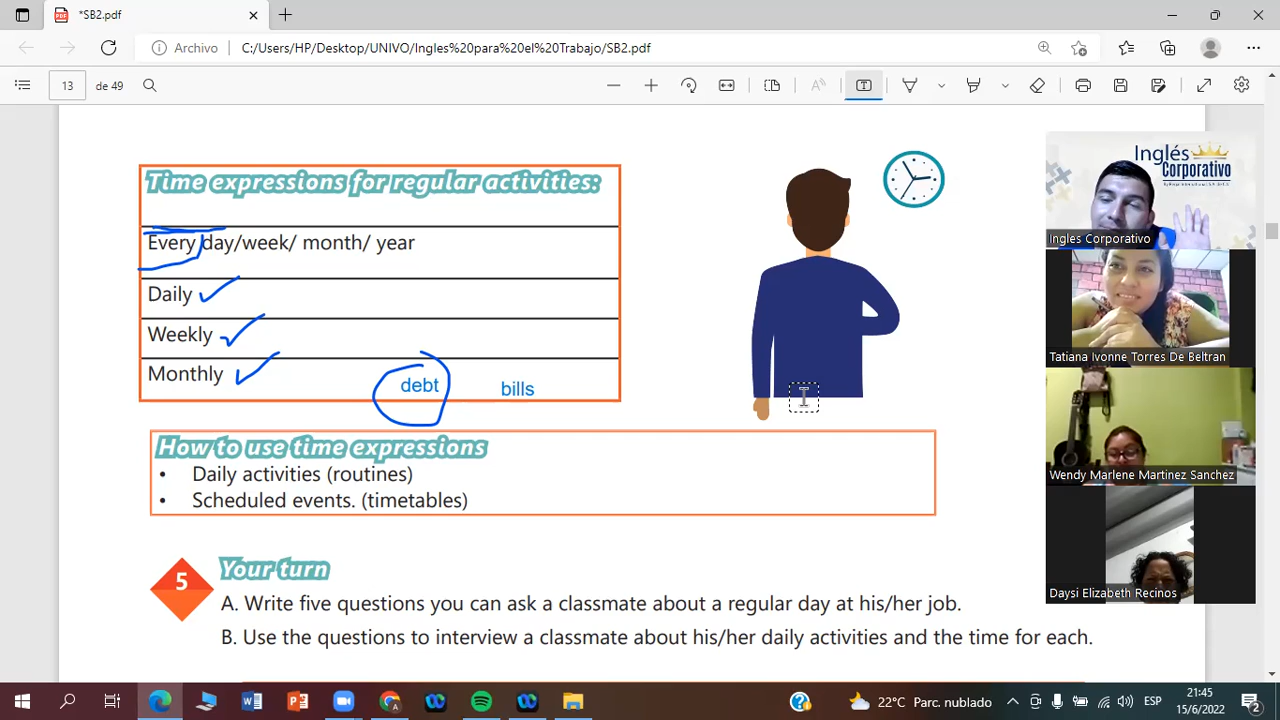 *SB2.pdf
Archivo
C:/Users/HP/Desktop/UNIVO/Ingles%20para%20el%20Trabajo/SB2.pdf
13
de 49
Time expressions for regular activities:
Every day/week/ month/ year
Daily
Weekly
Monthly
debt
bills
How to use time expressions
• Daily activities (routines)
• Scheduled events. (timetables)
5
Your turn
A. Write five questions you can ask a classmate about a regular day at his/her job.
B. Use the questions to interview a classmate about his/her daily activities and the time for each.
Inglés
Corporativo
Ingles Corporativo
Tatiana Ivonne Torres De Beltran
Wendy Marlene Martinez Sanchez
Daysi Elizabeth Recinos
22°C Parc. nublado
ESP
21:45
15/6/2022
2